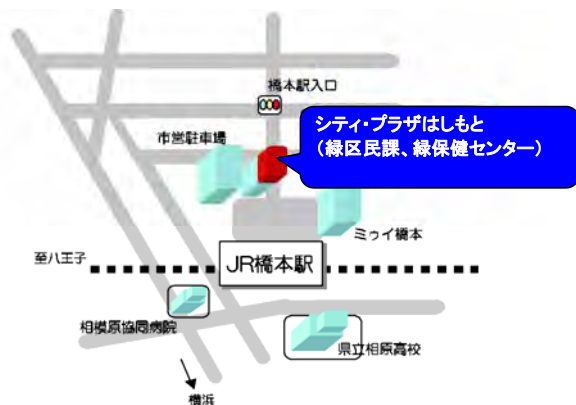 橋本駅入口
市営駐車場
シティ・プラザはしもと
（緑区民課、緑保健センター）
ミゥイ橋本
至八王子
JR橋本駅
相模原協同病院
県立相原高校
横浜